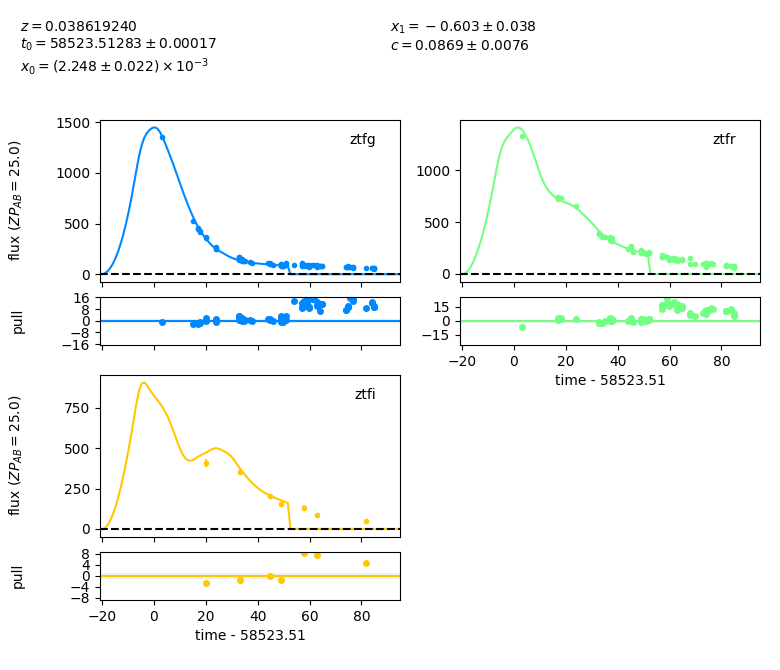 z = 0.038619240
t₀ = 58523.51283 ± 0.00017
x₀ = (2.248 ± 0.022) × 10⁻³
x₁ = −0.603 ± 0.038
c = 0.0869 ± 0.0076
flux (ZP_AB = 25.0)
1500
1000
500
0
ztfg
pull
16
8
0
−8
−16
1000
500
0
ztfr
15
0
−15
−20 0 20 40 60 80
time - 58523.51
flux (ZP_AB = 25.0)
750
500
250
0
ztfi
pull
8
4
0
−4
−8
−20 0 20 40 60 80
time - 58523.51